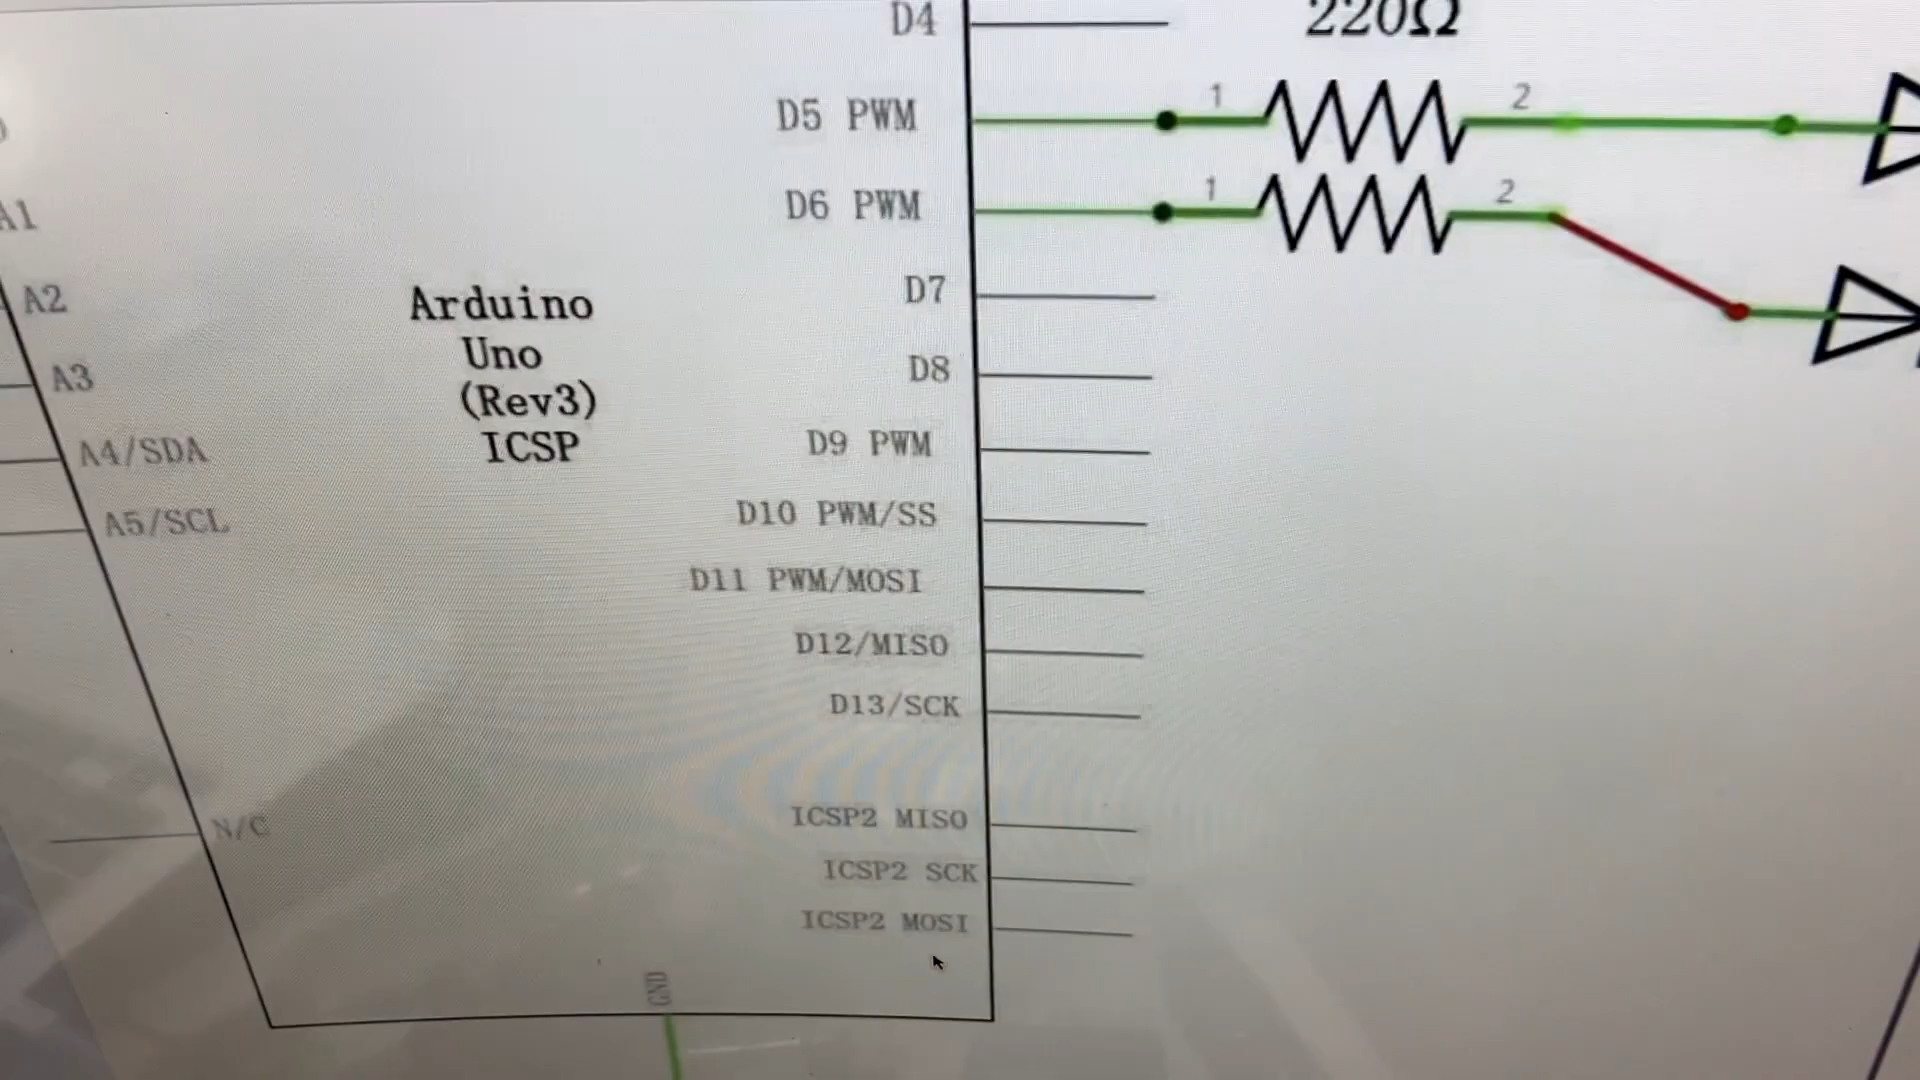 D4
220Ω
D5 PWM
1
2
D6 PWM
1
2
A1
A2
A3
A4/SDA
A5/SCL
Arduino
Uno
(Rev3)
ICSP
D7
D8
D9 PWM
D10 PWM/SS
D11 PWM/MOSI
D12/MISO
D13/SCK
N/C
ICSP2 MISO
ICSP2 SCK
ICSP2 MOSI
GND